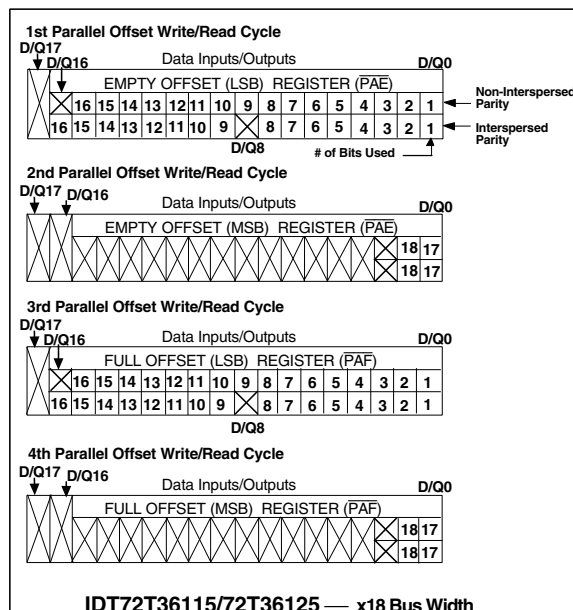 1st Parallel Offset Write/Read Cycle
D/Q17
D/Q16
Data Inputs/Outputs
D/Q0
EMPTY OFFSET (LSB) REGISTER (PAE)
16 15 14 13 12 11 10 9 8 7 6 5 4 3 2 1
Non-Interspersed
Parity
16 15 14 13 12 11 10 9 8 7 6 5 4 3 2 1
Interspersed
Parity
D/Q8
# of Bits Used
2nd Parallel Offset Write/Read Cycle
D/Q17
D/Q16
Data Inputs/Outputs
D/Q0
EMPTY OFFSET (MSB) REGISTER (PAE)
18 17
18 17
3rd Parallel Offset Write/Read Cycle
D/Q17
D/Q16
Data Inputs/Outputs
D/Q0
FULL OFFSET (LSB) REGISTER (PAF)
16 15 14 13 12 11 10 9 8 7 6 5 4 3 2 1
16 15 14 13 12 11 10 9 8 7 6 5 4 3 2 1
D/Q8
4th Parallel Offset Write/Read Cycle
D/Q17
D/Q16
Data Inputs/Outputs
D/Q0
FULL OFFSET (MSB) REGISTER (PAF)
18 17
18 17
IDT72T36115/72T36125 — x18 Bus Width